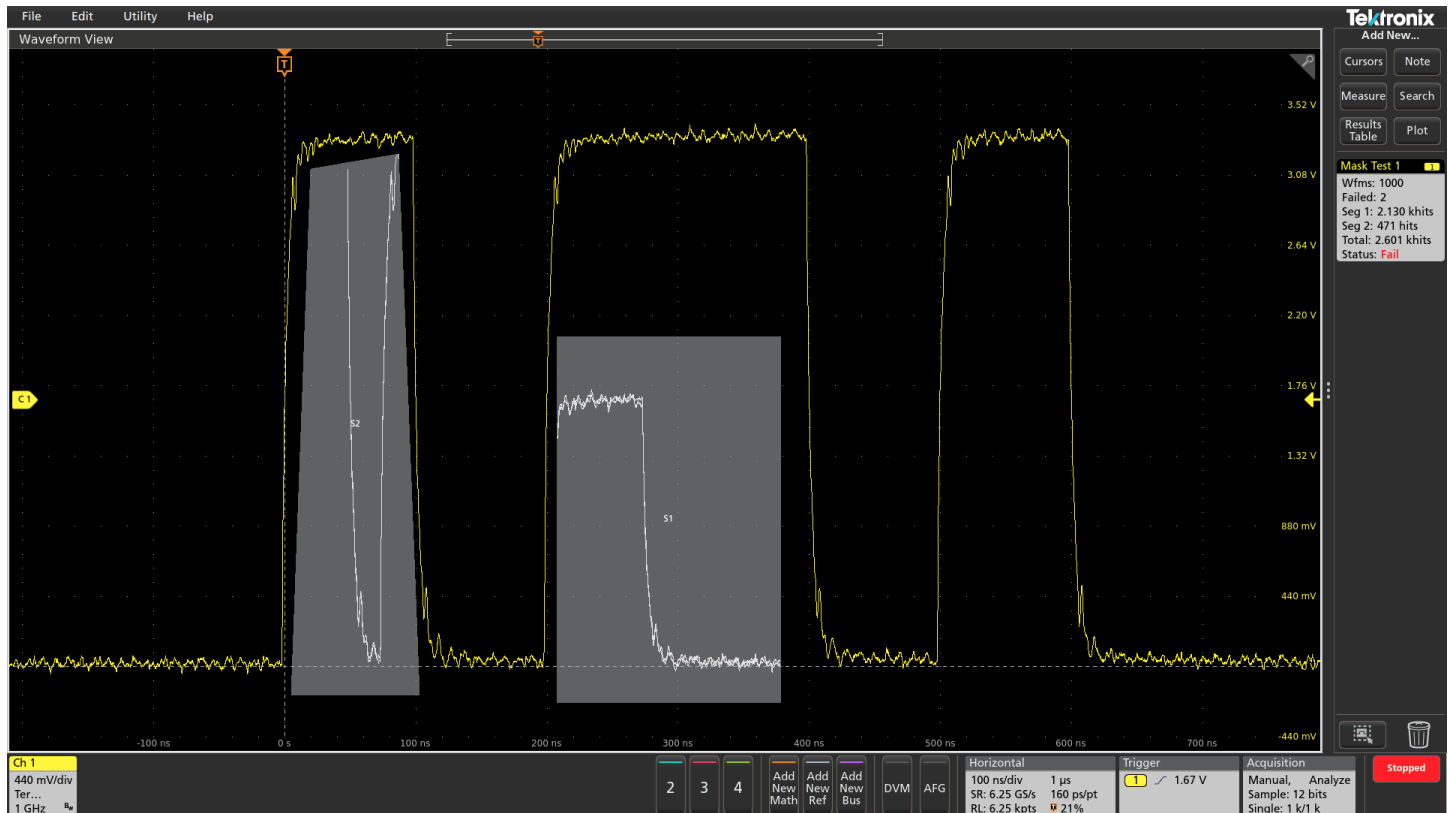 File Edit Utility Help
Tektronix
Waveform View
Add New...
T
T
Cursors Note
Measure Search
Results Table Plot
3.52 V
3.08 V
2.64 V
2.20 V
1.76 V
1.32 V
880 mV
440 mV
-440 mV
Mask Test 1 1
Wfms: 1000
Failed: 2
Seg 1: 2.130 khits
Seg 2: 471 hits
Total: 2.601 khits
Status: Fail
C 1
S2
S1
-100 ns 0 s 100 ns 200 ns 300 ns 400 ns 500 ns 600 ns 700 ns
Ch 1
440 mV/div
Ter...
1 GHz Bw
2 3 4
Add New Math
Add New Ref
Add New Bus
DVM AFG
Horizontal
100 ns/div 1 µs
SR: 6.25 GS/s 160 ps/pt
RL: 6.25 kpts T 21%
Trigger
1 1.67 V
Acquisition
Manual, Analyze
Sample: 12 bits
Single: 1 k/1 k
Stopped